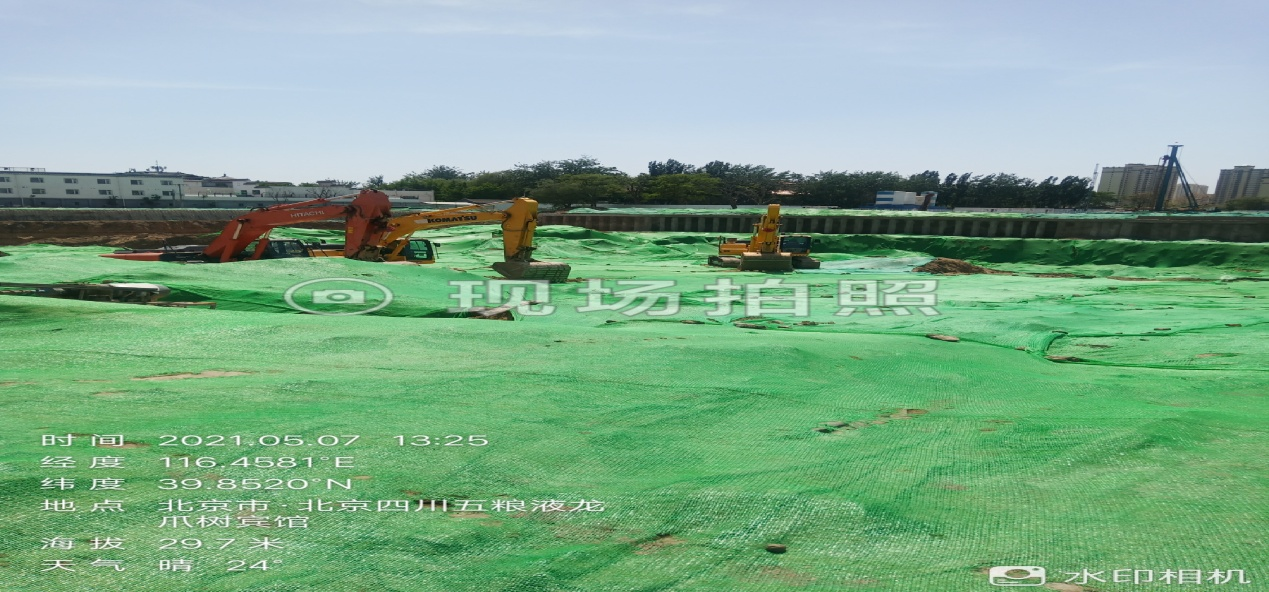 HITACHI
KOMATSU
现场拍照
时间 2021.05.07 13:25
经度 116.4581°E
纬度 39.8520°N
地点 北京市·北京四川五粮液龙
爪树宾馆
海拔 29.7米
天气 晴 24°
水印相机